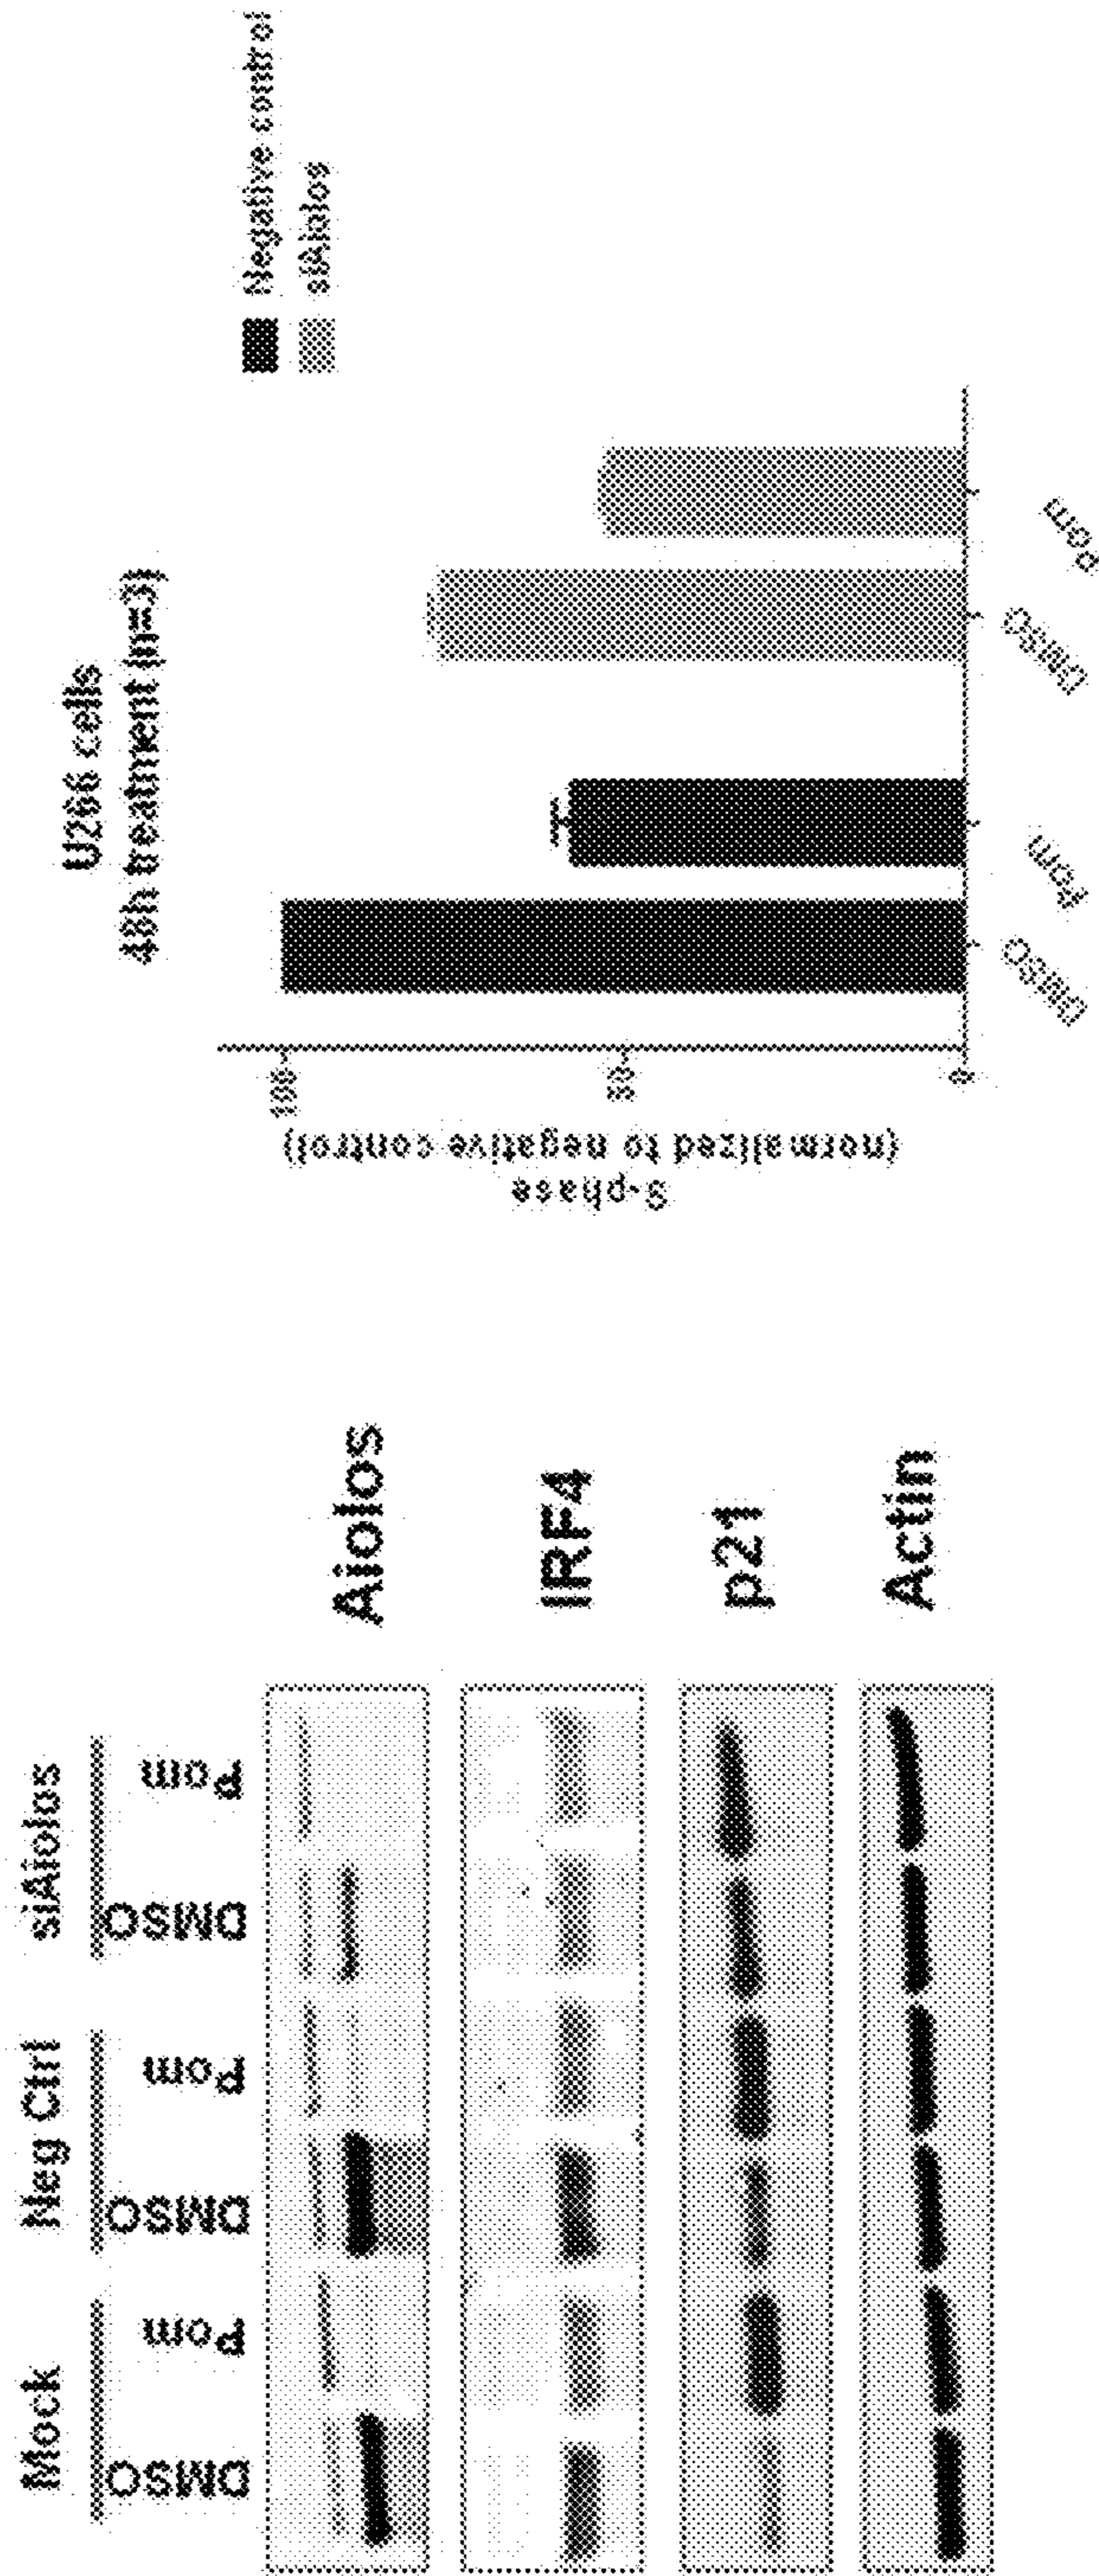 Mock
Neg Ctrl
siAiolos
DMSO
Pom
DMSO
Pom
DMSO
Pom
Aiolos
IRF4
p21
Actin
U266 cells
48h treatment (n=3)
Negative control
siAiolos
S-phase
(normalized to negative control)
100
50
0
DMSO
Pom
DMSO
Pom